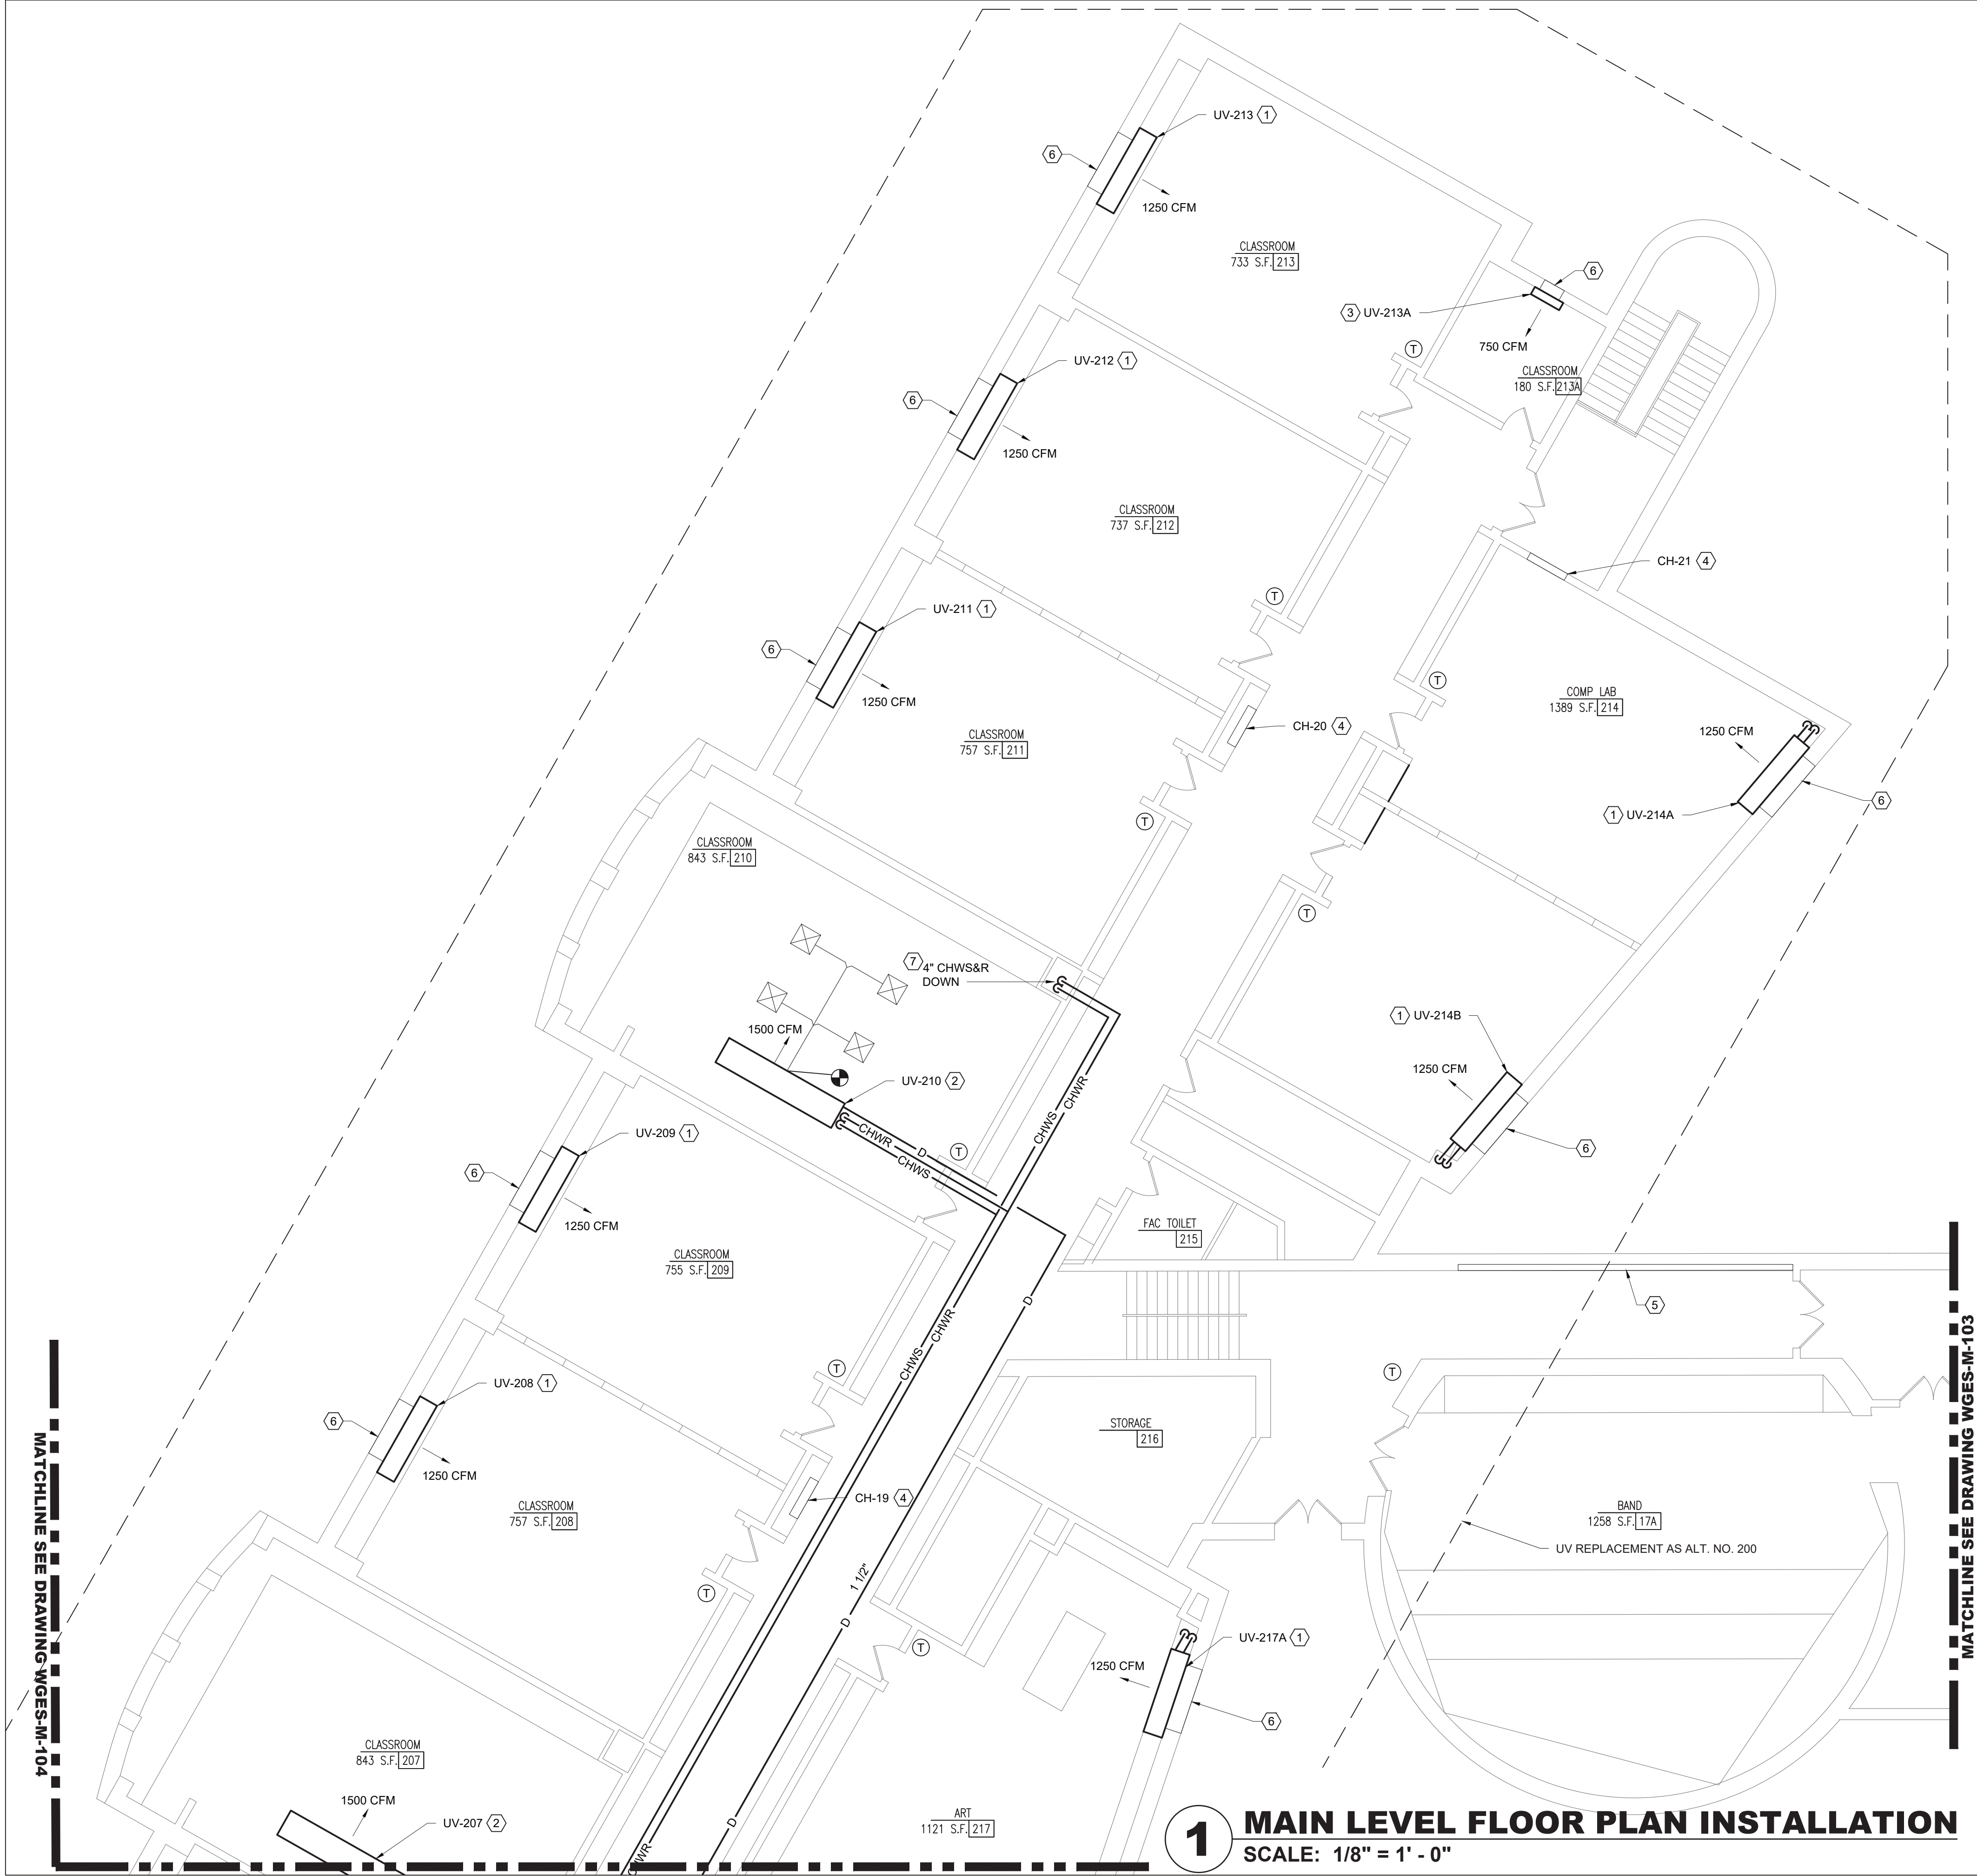 UV-213 1
6
1250 CFM
CLASSROOM
733 S.F. 213
6
3 UV-213A
750 CFM
T
CLASSROOM
180 S.F. 213A
UV-212 1
6
1250 CFM
CLASSROOM
737 S.F. 212
CH-21 4
T
UV-211 1
6
1250 CFM
T
COMP LAB
1389 S.F. 214
CH-20 4
1250 CFM
CLASSROOM
757 S.F. 211
6
1 UV-214A
T
CLASSROOM
843 S.F. 210
T
7 4" CHWS&R
DOWN
1500 CFM
1 UV-214B
1250 CFM
UV-210 2
CHWS
CHWR
CHWR
D
CHWS
T
UV-209 1
6
6
1250 CFM
FAC TOILET
215
CLASSROOM
755 S.F. 209
D
5
CHWR
CHWS
T
T
UV-208 1
6
STORAGE
216
1250 CFM
CH-19 4
CLASSROOM
757 S.F. 208
BAND
1258 S.F. 17A
UV REPLACEMENT AS ALT. NO. 200
T
1 1/2"
D
T
UV-217A 1
1250 CFM
6
CLASSROOM
843 S.F. 207
1500 CFM
UV-207 2
D
CHWR
ART
1121 S.F. 217
MATCHLINE SEE DRAWING WGES-M-104
MATCHLINE SEE DRAWING WGES-M-103
1 MAIN LEVEL FLOOR PLAN INSTALLATION
SCALE: 1/8" = 1' - 0"